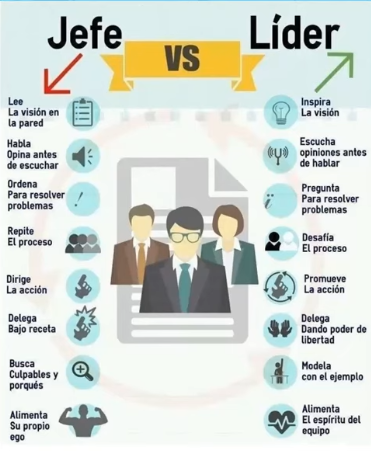 Jefe
VS
Líder
Lee
La visión en
la pared
Habla
Opina antes
de escuchar
Ordena
Para resolver
problemas
Repite
El proceso
Dirige
La acción
Delega
Bajo receta
Busca
Culpables y
porqués
Alimenta
Su propio
ego
Inspira
La visión
Escucha
opiniones antes
de hablar
Pregunta
Para resolver
problemas
Desafía
El proceso
Promueve
La acción
Delega
Dando poder de
libertad
Modela
con el ejemplo
Alimenta
El espíritu del
equipo